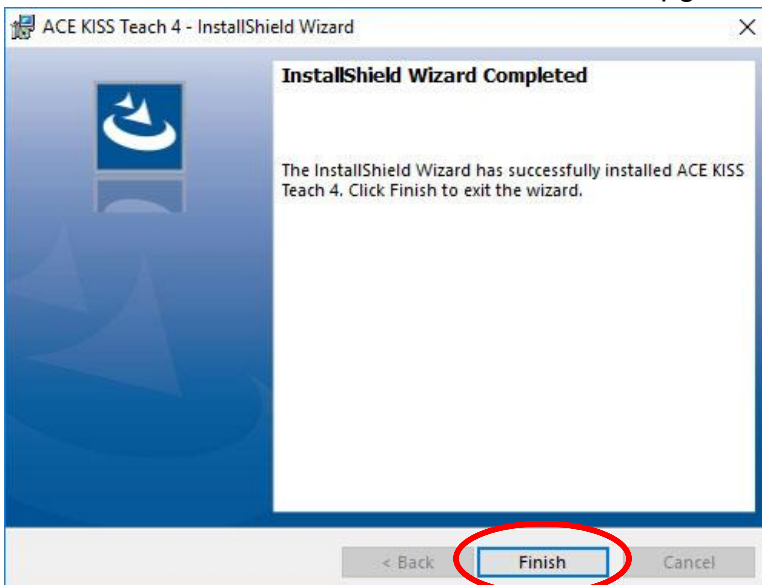 ACE KISS Teach 4 - InstallShield Wizard
InstallShield Wizard Completed
The InstallShield Wizard has successfully installed ACE KISS
Teach 4. Click Finish to exit the wizard.
< Back Finish Cancel